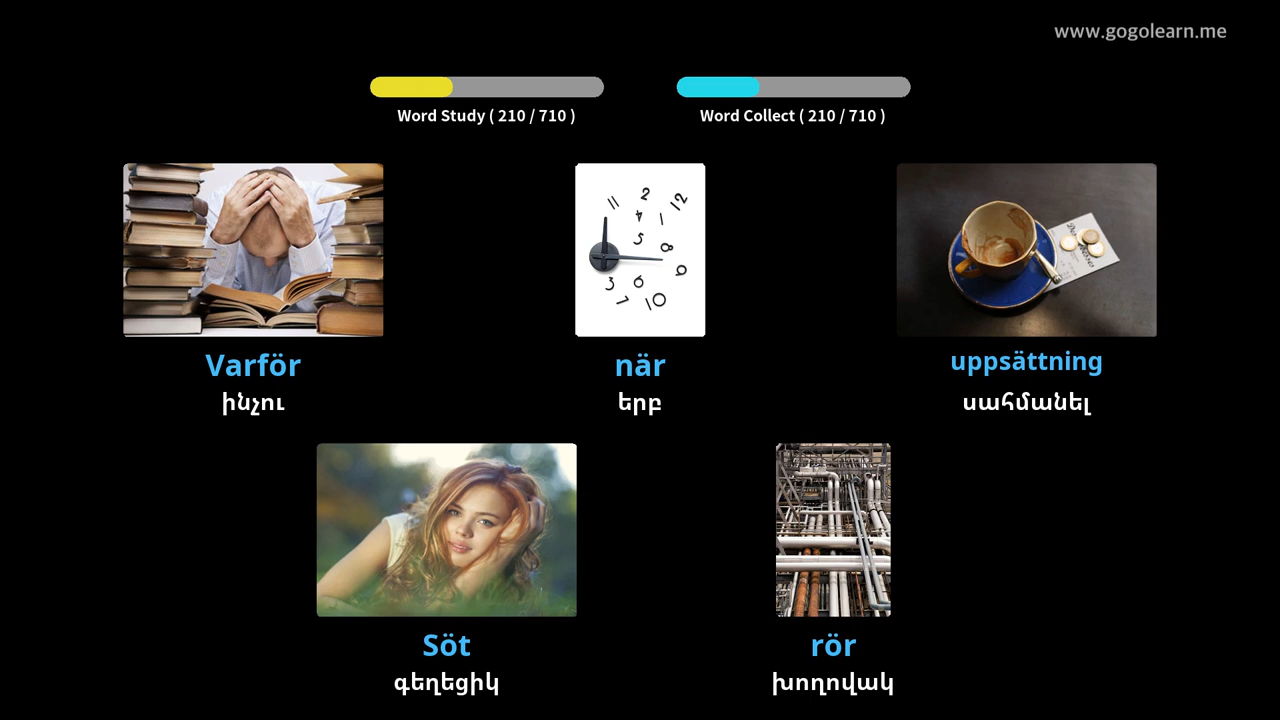 www.gogolearn.me
Word Study ( 210 / 710 )
Word Collect ( 210 / 710 )
Varför
ինչու
när
երբ
uppsättning
սահմանել
Söt
գեղեցիկ
rör
խողովակ